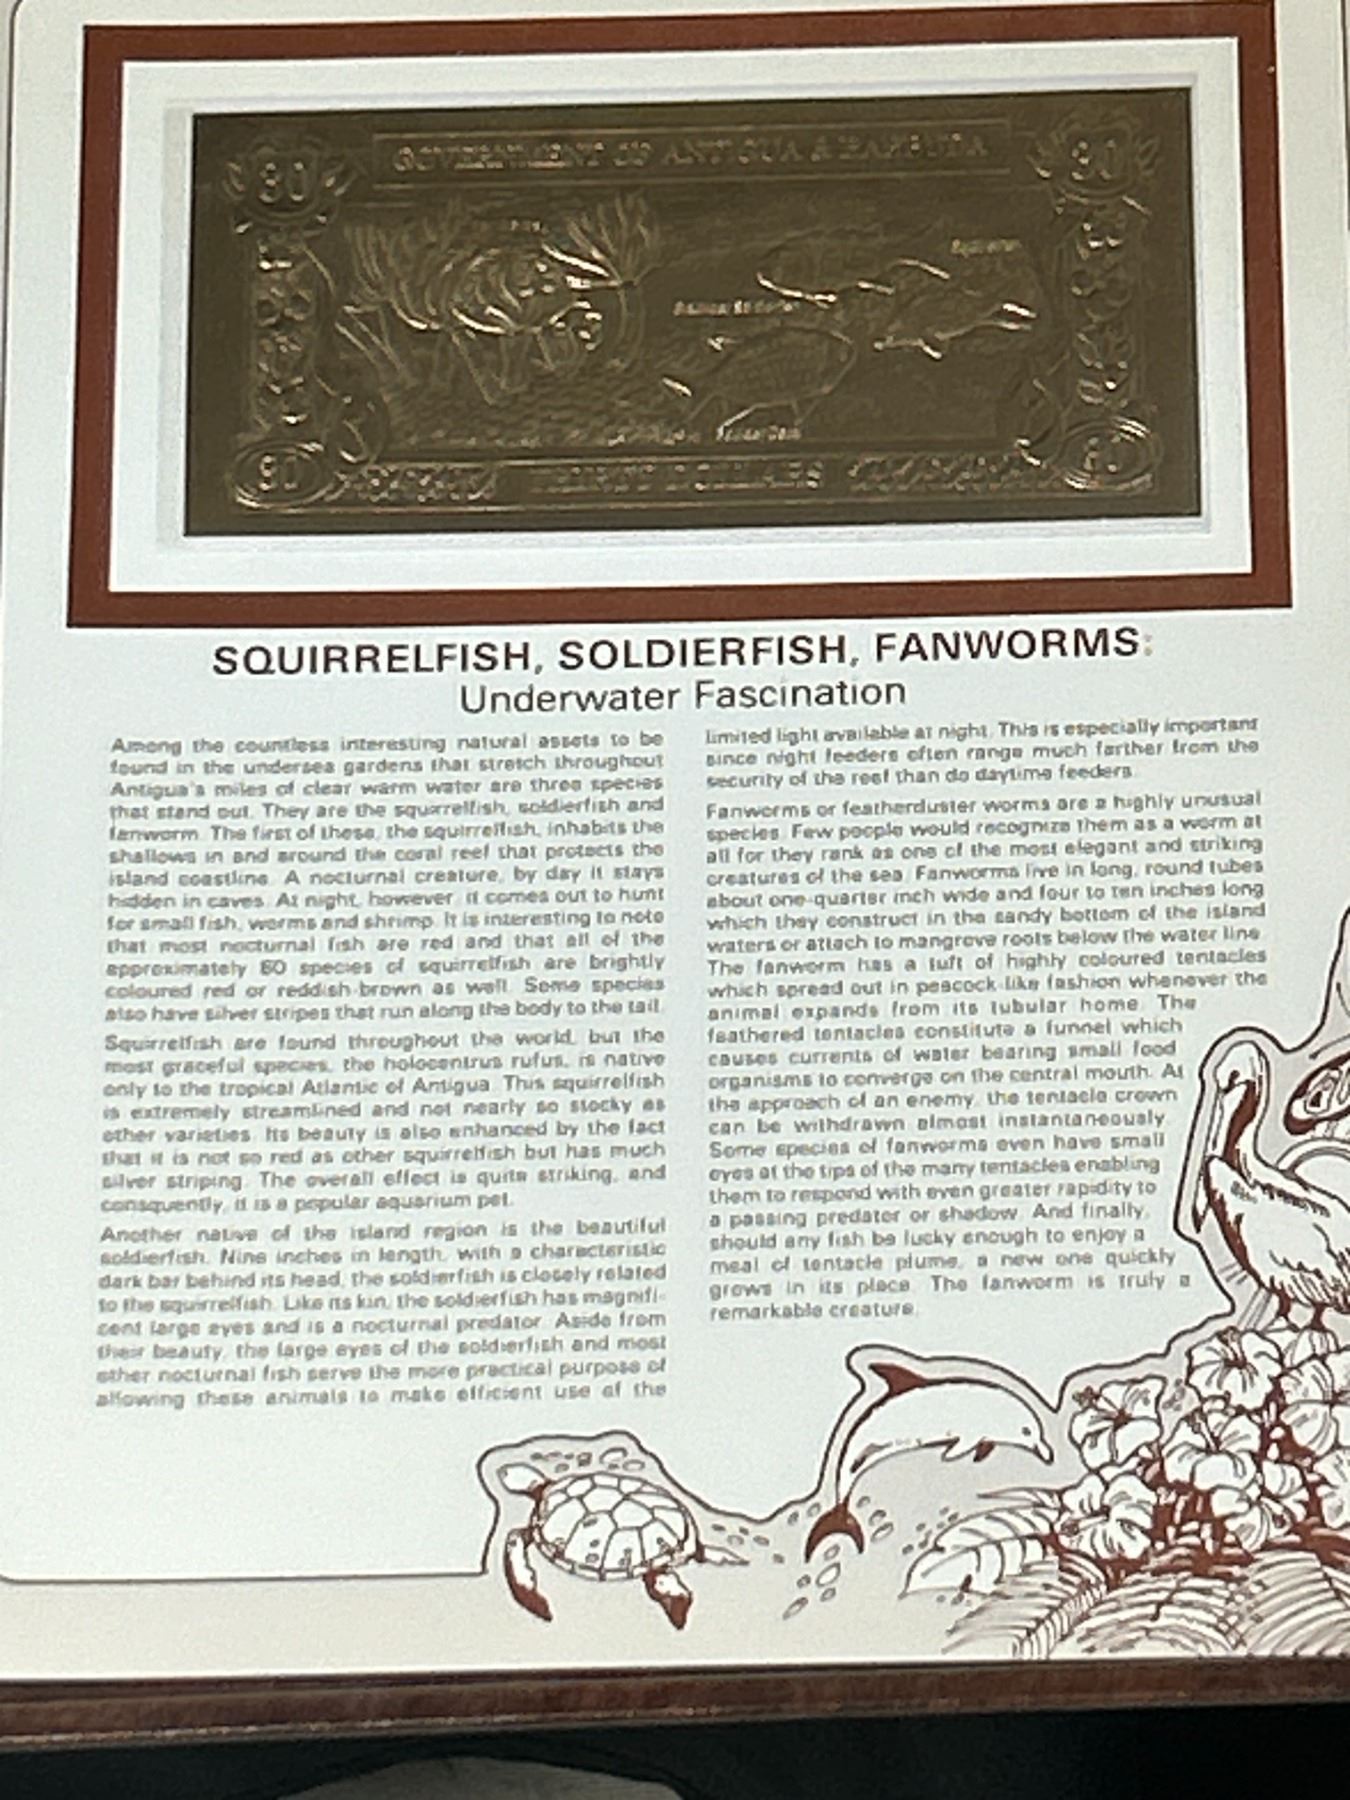 30 30
GOVERNMENT OF ANTIGUA & BARBUDA
30 30
THIRTY DOLLARS
SQUIRRELFISH, SOLDIERFISH, FANWORMS:
Underwater Fascination
Among the countless interesting natural assets to be
found in the undersea gardens that stretch throughout
Antigua's miles of clear warm water are three species
that stand out. They are the squirrelfish, soldierfish and
fanworm. The first of these, the squirrelfish, inhabits the
shallows in and around the coral reef that protects the
island coastline. A nocturnal creature, by day it stays
hidden in caves. At night, however, it comes out to hunt
for small fish, worms and shrimp. It is interesting to note
that most nocturnal fish are red and that all of the
approximately 60 species of squirrelfish are brightly
coloured red or reddish-brown as well. Some species
also have silver stripes that run along the body to the tail.
Squirrelfish are found throughout the world, but the
most graceful species, the holocentrus rufus, is native
only to the tropical Atlantic of Antigua. This squirrelfish
is extremely streamlined and not nearly so stocky as
other varieties. Its beauty is also enhanced by the fact
that it is not so red as other squirrelfish but has much
silver striping. The overall effect is quite striking, and
consquently, it is a popular aquarium pet.
Another native of the island region is the beautiful
soldierfish. Nine inches in length, with a characteristic
dark bar behind its head, the soldierfish is closely related
to the squirrelfish. Like its kin, the soldierfish has magnifi-
cent large eyes and is a nocturnal predator. Aside from
their beauty, the large eyes of the soldierfish and most
other nocturnal fish serve the more practical purpose of
allowing these animals to make efficient use of the
limited light available at night. This is especially important
since night feeders often range much farther from the
security of the reef than do daytime feeders.
Fanworms or featherduster worms are a highly unusual
species. Few people would recognize them as a worm at
all for they rank as one of the most elegant and striking
creatures of the sea. Fanworms live in long, round tubes
about one-quarter inch wide and four to ten inches long
which they construct in the sandy bottom of the island
waters or attach to mangrove roots below the water line.
The fanworm has a tuft of highly coloured tentacles
which spread out in peacock-like fashion whenever the
animal expands from its tubular home. The
feathered tentacles constitute a funnel which
causes currents of water bearing small food
organisms to converge on the central mouth. At
the approach of an enemy, the tentacle crown
can be withdrawn almost instantaneously.
Some species of fanworms even have small
eyes at the tips of the many tentacles enabling
them to respond with even greater rapidity to
a passing predator or shadow. And finally,
should any fish be lucky enough to enjoy a
meal of tentacle plume, a new one quickly
grows in its place. The fanworm is truly a
remarkable creature.